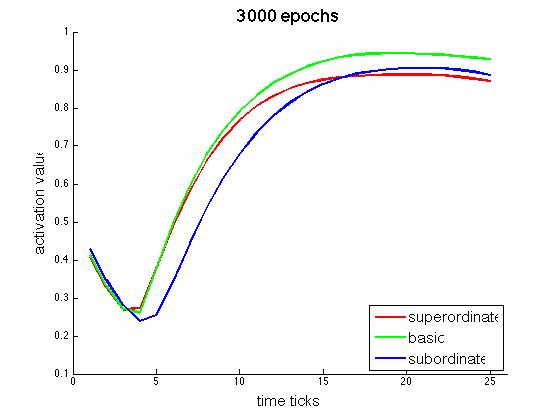 3000 epochs
1
0.9
0.8
0.7
0.6
0.5
0.4
0.3
0.2
0.1
activation value
0 5 10 15 20 25
time ticks
superordinate
basic
subordinate